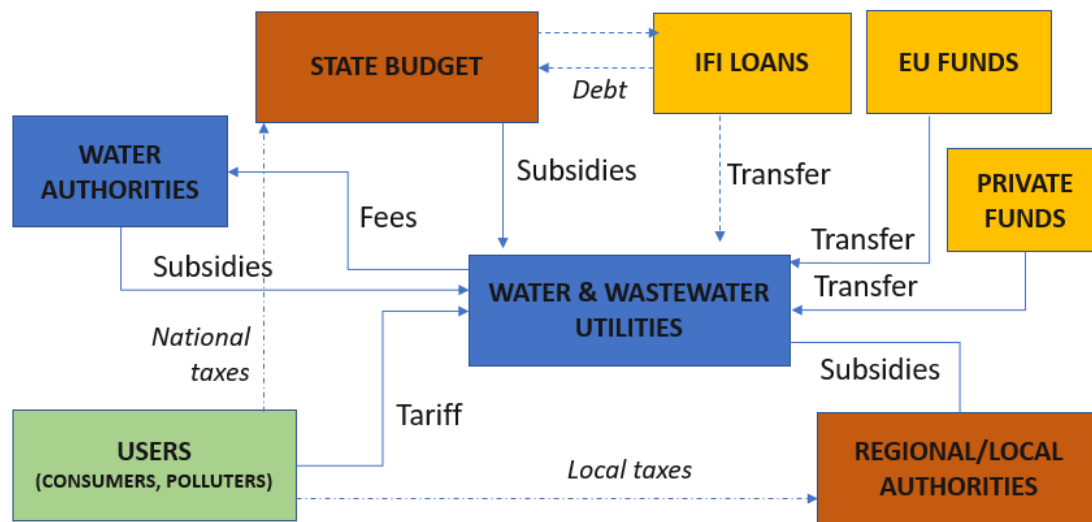 STATE BUDGET
IFI LOANS
EU FUNDS
Debt
WATER
AUTHORITIES
Subsidies
Transfer
PRIVATE
FUNDS
Fees
Transfer
Subsidies
Transfer
WATER & WASTEWATER
UTILITIES
National
taxes
Subsidies
Tariff
USERS
(CONSUMERS, POLLUTERS)
Local taxes
REGIONAL/LOCAL
AUTHORITIES